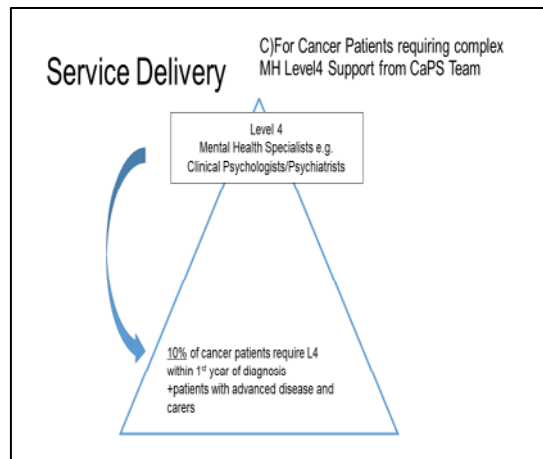 Service Delivery
C)For Cancer Patients requiring complex
MH Level4 Support from CaPS Team
Level 4
Mental Health Specialists e.g.
Clinical Psychologists/Psychiatrists
10% of cancer patients require L4
within 1st year of diagnosis
+patients with advanced disease and
carers